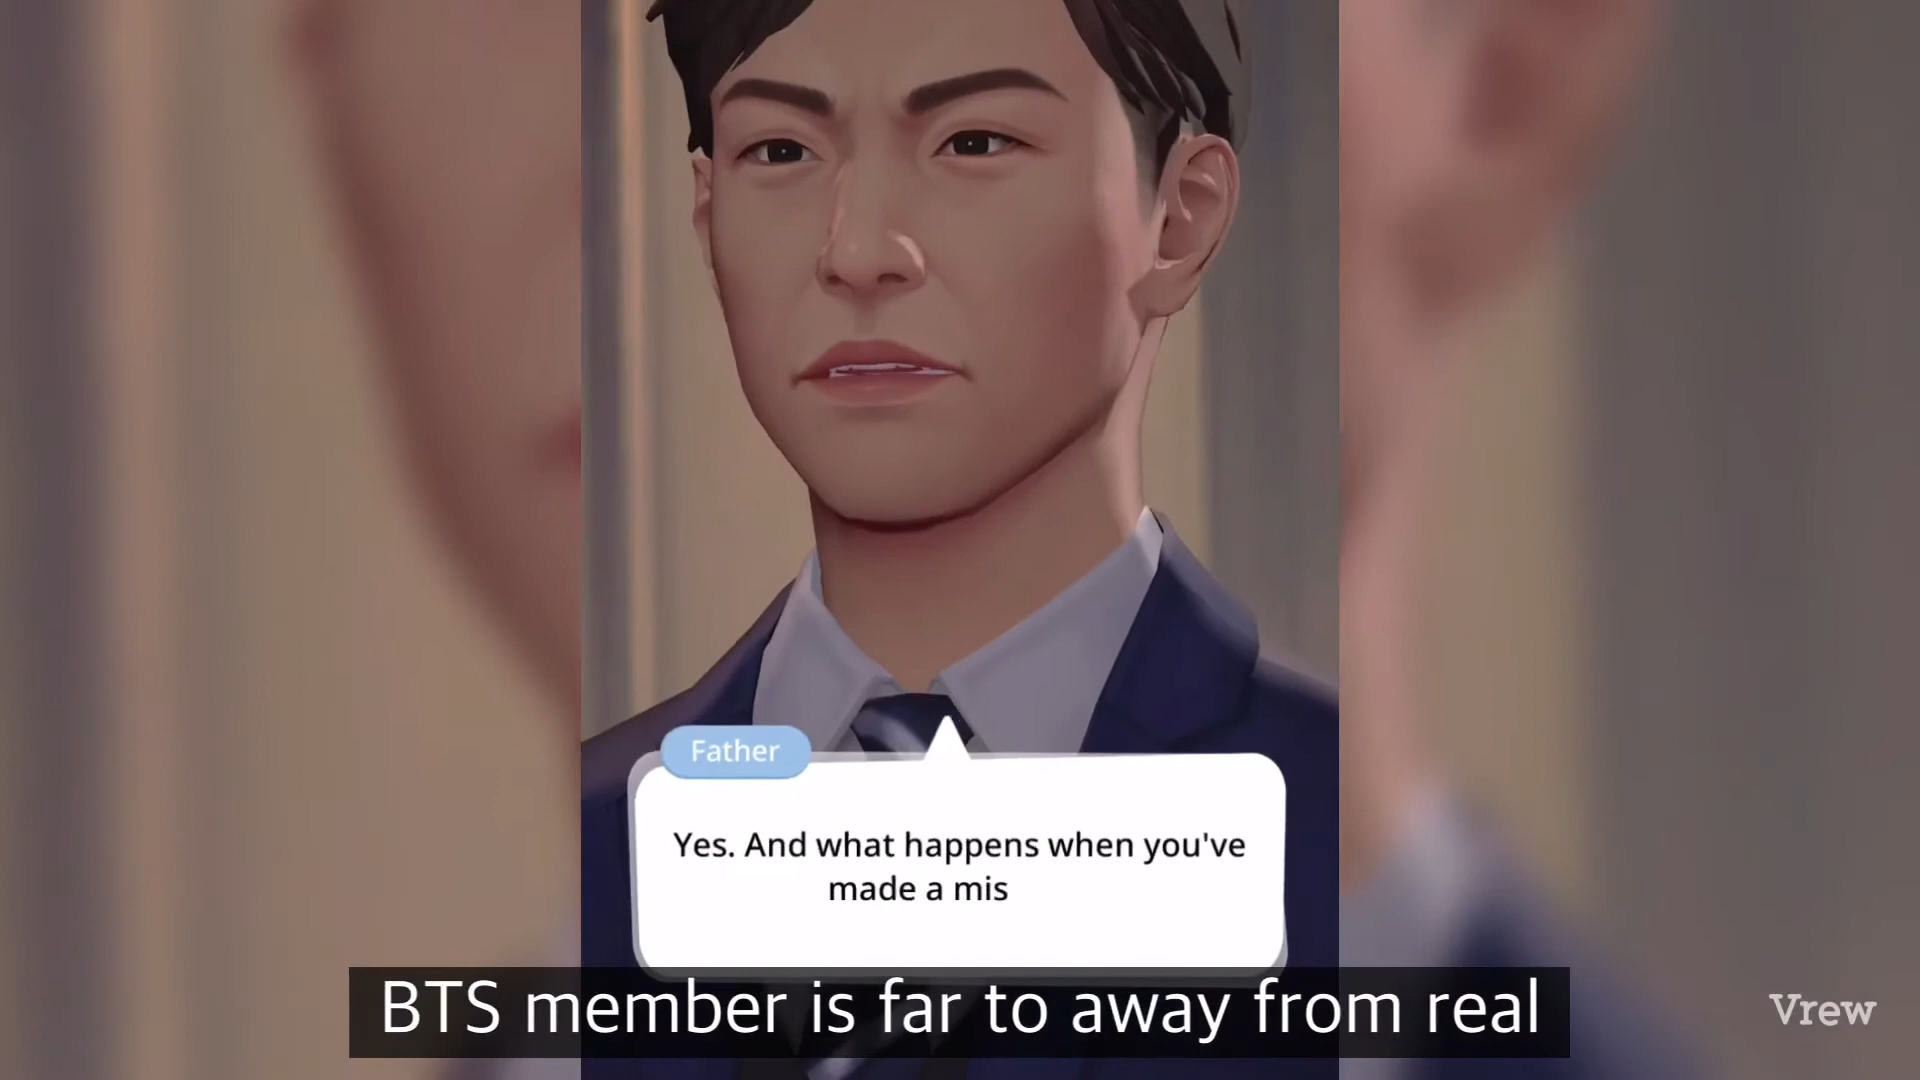 Father
Yes. And what happens when you've
made a mis
BTS member is far to away from real
Vrew